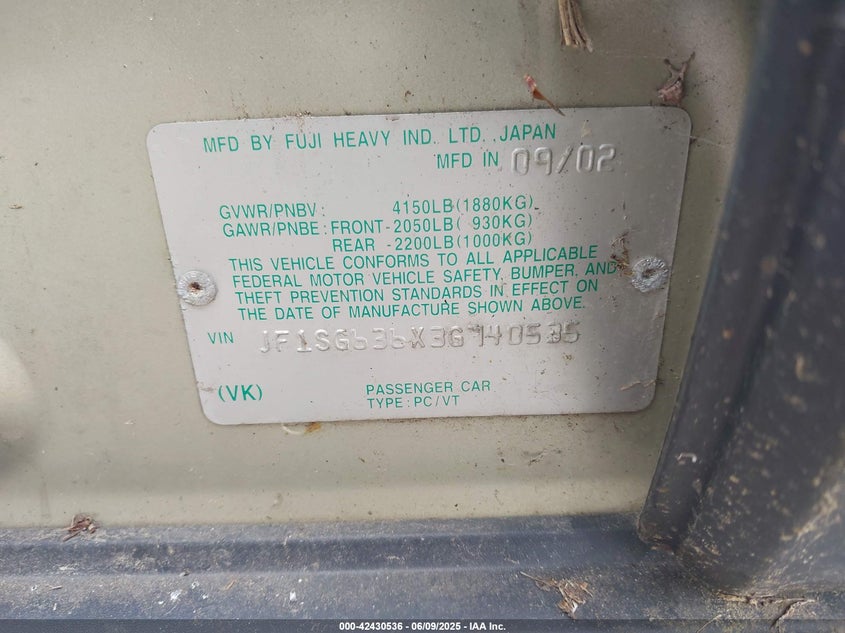 MFD BY FUJI HEAVY IND. LTD. JAPAN
MFD IN 09/02
GVWR/PNBV: 4150LB(1880KG)
GAWR/PNBE: FRONT-2050LB( 930KG)
REAR -2200LB(1000KG)
THIS VEHICLE CONFORMS TO ALL APPLICABLE
FEDERAL MOTOR VEHICLE SAFETY, BUMPER, AND
THEFT PREVENTION STANDARDS IN EFFECT ON
THE DATE OF MANUFACTURE SHOWN ABOVE.
VIN JF1SG636X3G740535
(VK) PASSENGER CAR
TYPE: PC/VT
000-42430536 - 06/09/2025 - IAA Inc.